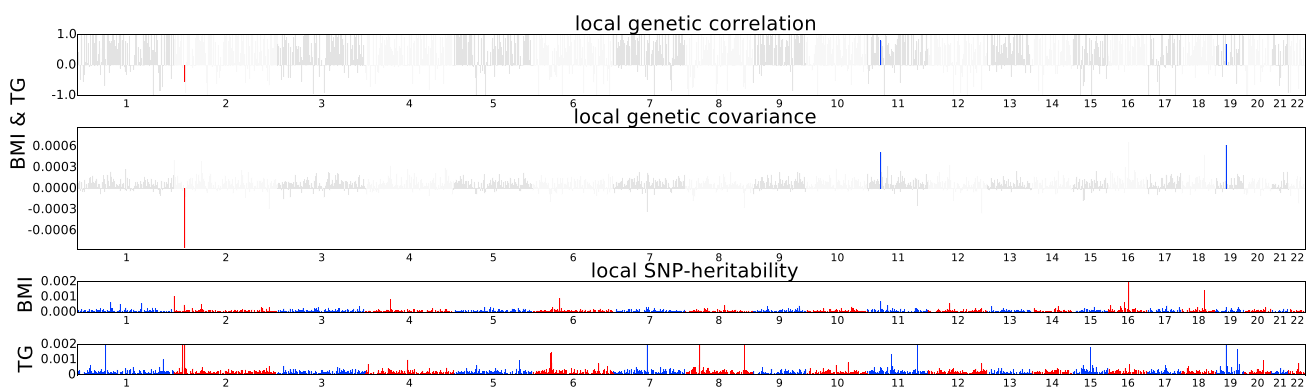 local genetic correlation
1.0
0.0
-1.0
1 2 3 4 5 6 7 8 9 10 11 12 13 14 15 16 17 18 19 20 21 22
BMI & TG
local genetic covariance
0.0006
0.0003
0.0000
-0.0003
-0.0006
1 2 3 4 5 6 7 8 9 10 11 12 13 14 15 16 17 18 19 20 21 22
local SNP-heritability
BMI
0.002
0.001
0.000
1 2 3 4 5 6 7 8 9 10 11 12 13 14 15 16 17 18 19 20 21 22
TG
0.002
0.001
0
1 2 3 4 5 6 7 8 9 10 11 12 13 14 15 16 17 18 19 20 21 22